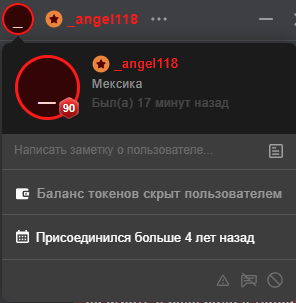 _angel118
_angel118
Мексика
Был(а) 17 минут назад
90
Написать заметку о пользователе...
Баланс токенов скрыт пользователем
Присоединился больше 4 лет назад